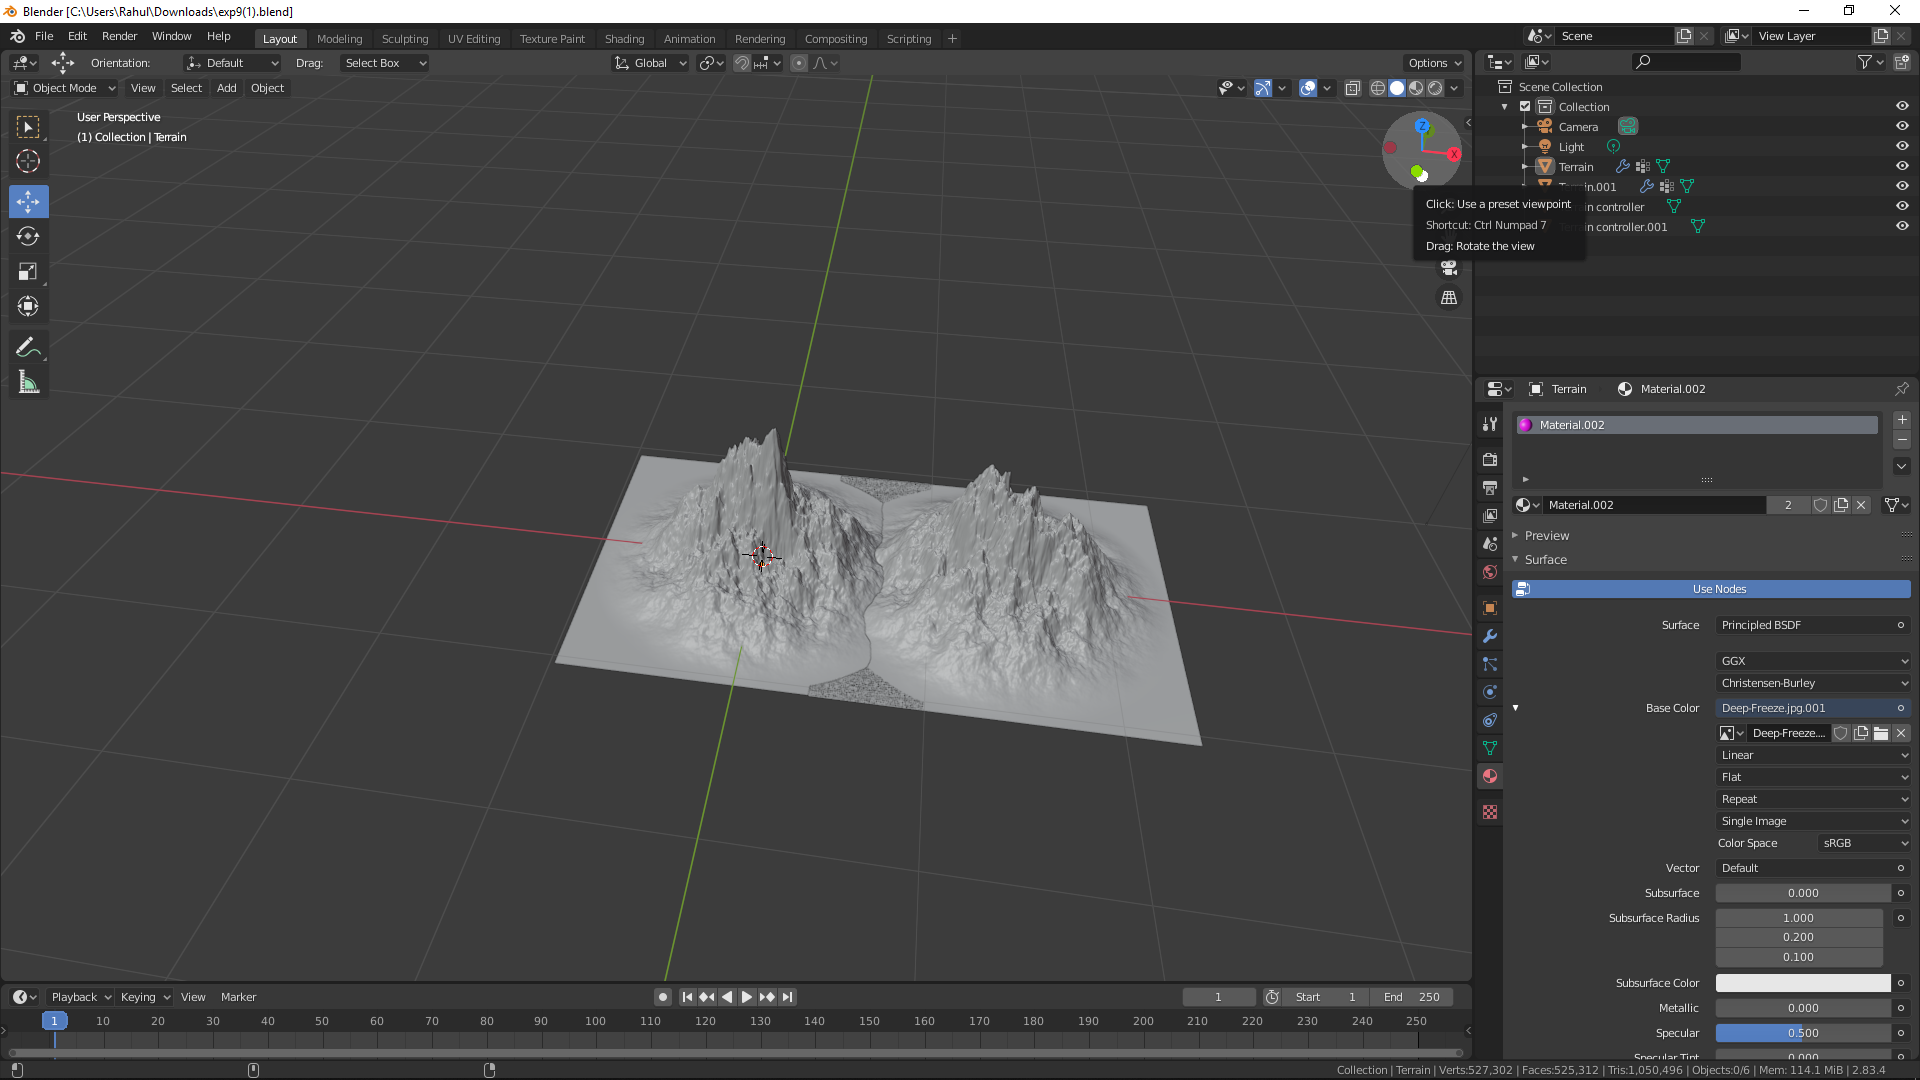 Blender [C:\Users\Rahul\Downloads\exp9(1).blend]
File Edit Render Window Help Layout Modeling Sculpting UV Editing Texture Paint Shading Animation Rendering Compositing Scripting + Scene View Layer
Orientation: Default Drag: Select Box Global Options
Object Mode View Select Add Object
User Perspective
(1) Collection | Terrain
Z
X
Click: Use a preset viewpoint
Shortcut: Ctrl Numpad 7
Drag: Rotate the view
Scene Collection
Collection
Camera
Light
Terrain
Terrain.001
controller
controller.001
Terrain Material.002
Material.002
Material.002 2
Preview
Surface
Use Nodes
Surface Principled BSDF
GGX
Christensen-Burley
Base Color Deep-Freeze.jpg.001
Deep-Freeze....
Linear
Flat
Repeat
Single Image
Color Space sRGB
Vector Default
Subsurface 0.000
Subsurface Radius 1.000
0.200
0.100
Subsurface Color
Metallic 0.000
Specular 0.500
Specular Tint 0.000
Playback Keying View Marker 1 Start 1 End 250
1 10 20 30 40 50 60 70 80 90 100 110 120 130 140 150 160 170 180 190 200 210 220 230 240 250
Collection | Terrain | Verts:527,302 | Faces:525,312 | Tris:1,050,496 | Objects:0/6 | Mem: 114.1 MiB | 2.83.4